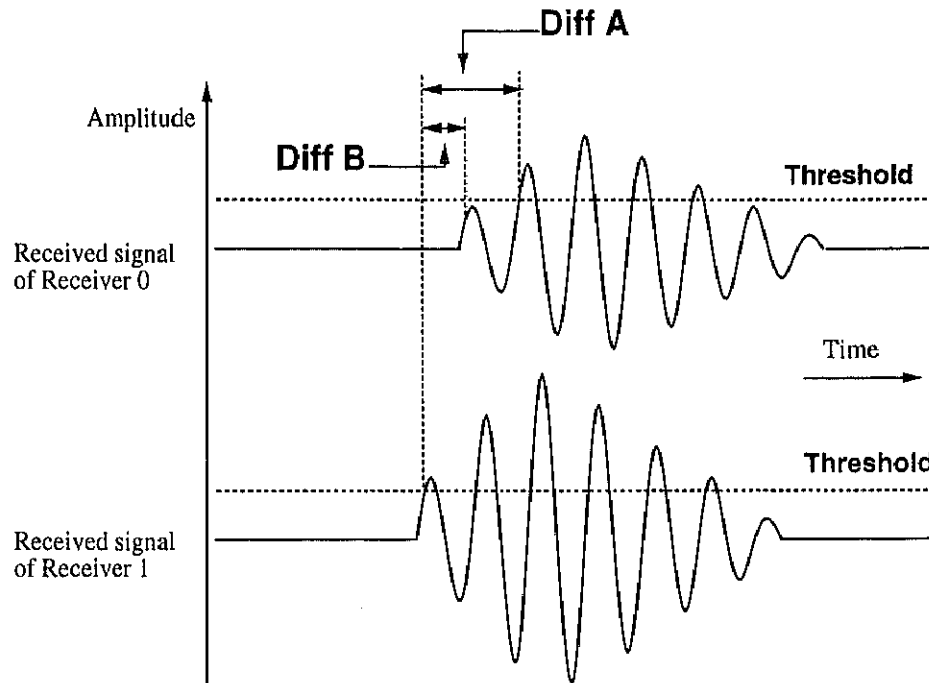 Diff A
Amplitude
Diff B
Threshold
Received signal
of Receiver 0
Time
Threshold
Received signal
of Receiver 1